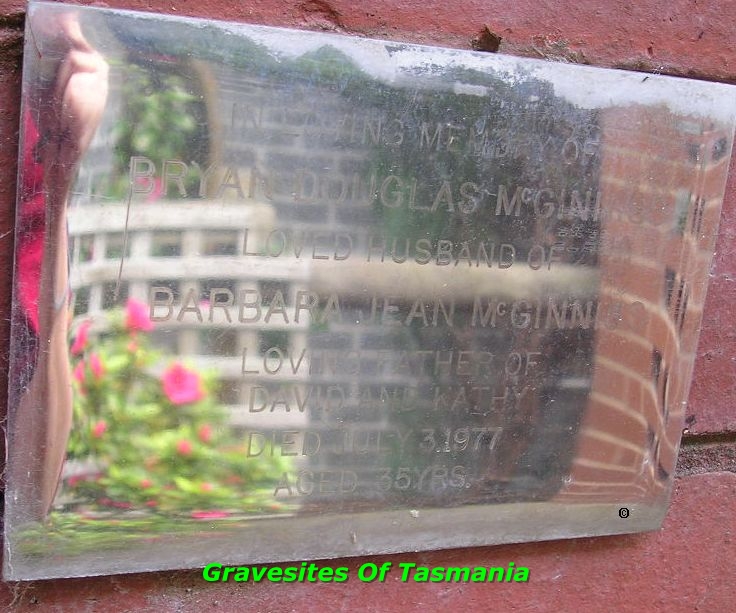 IN LOVING MEMORY OF
BRYAN DOUGLAS McGINNISS
LOVED HUSBAND OF
BARBARA JEAN McGINNISS
LOVING FATHER OF
DAVID AND KATHY
DIED JULY 3.1977
AGED 35YRS.
©
Gravesites Of Tasmania